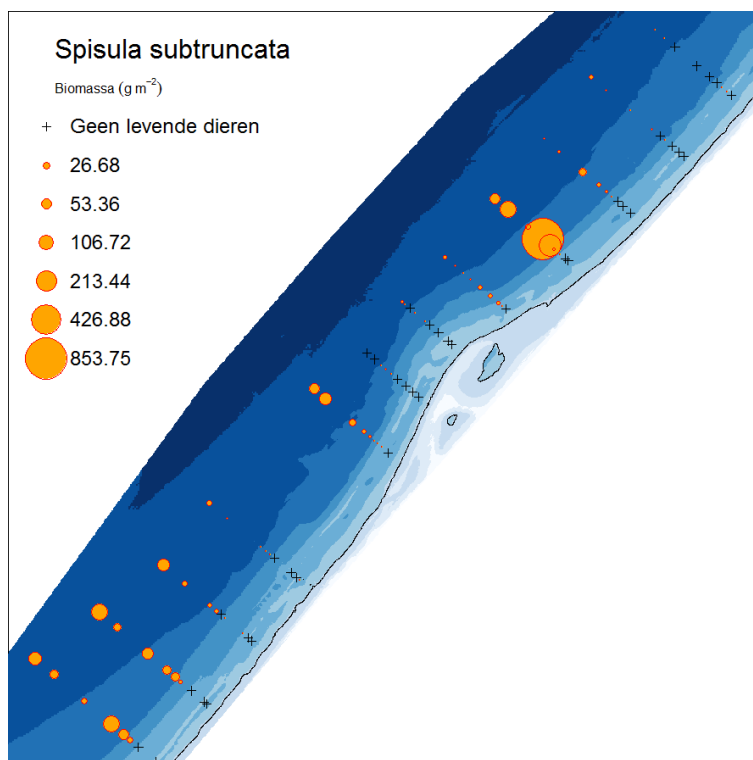 Spisula subtruncata
Biomassa (g m⁻²)
Geen levende dieren
26.68
53.36
106.72
213.44
426.88
853.75